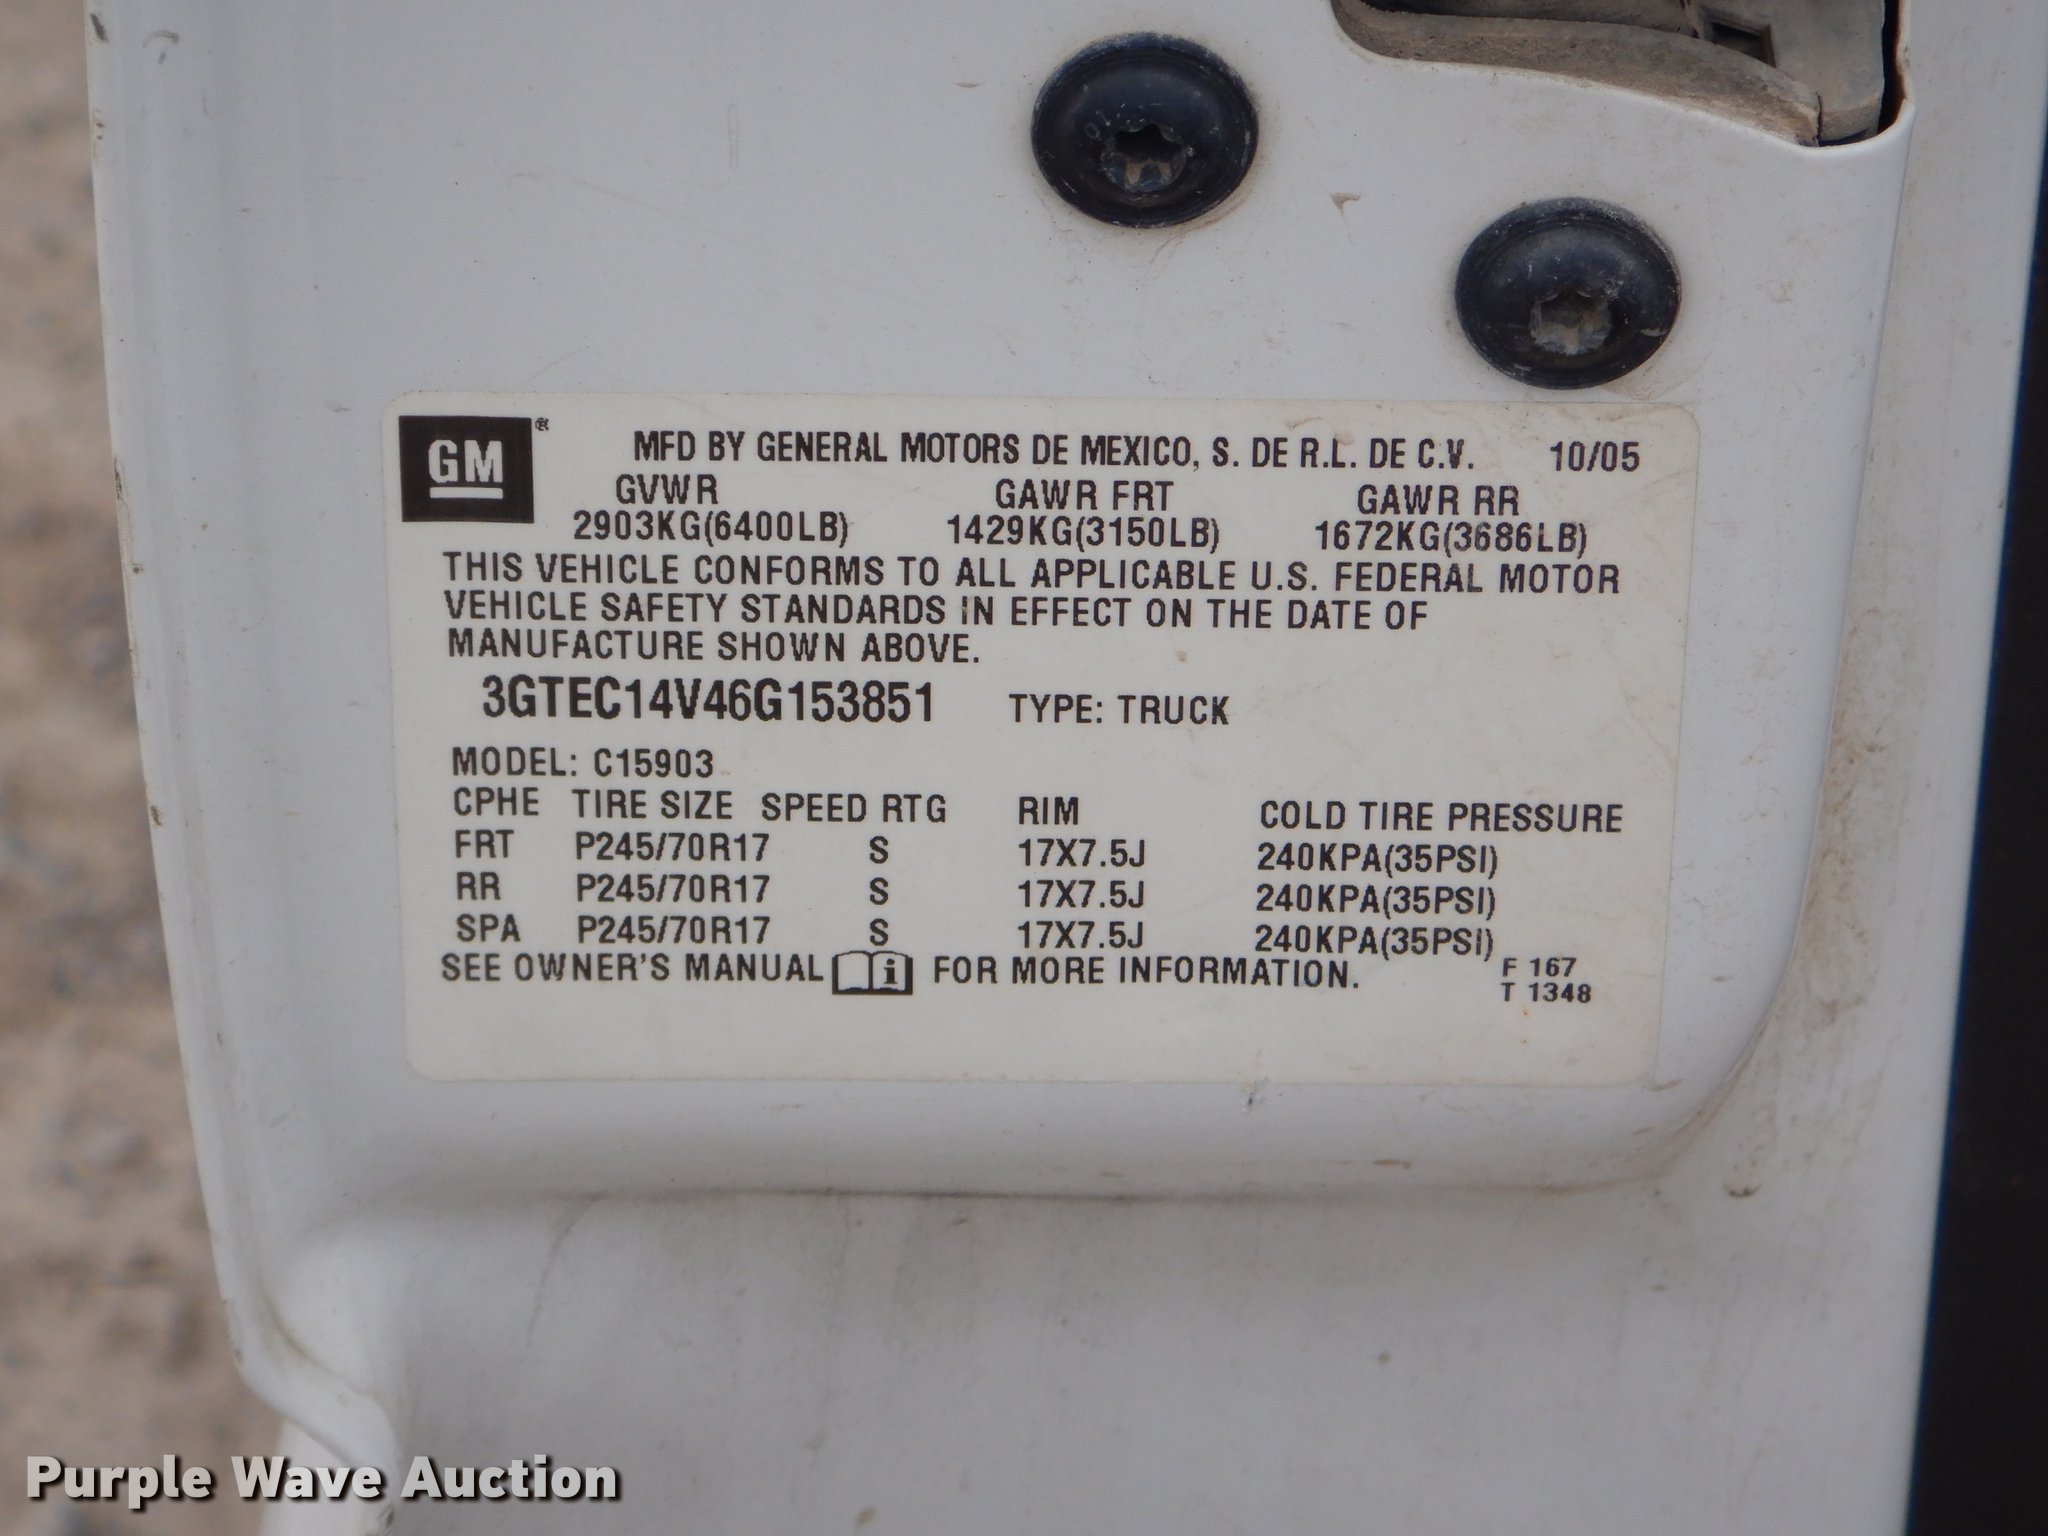 GM ® MFD BY GENERAL MOTORS DE MEXICO, S. DE R.L. DE C.V. 10/05
GVWR GAWR FRT GAWR RR
2903KG(6400LB) 1429KG(3150LB) 1672KG(3686LB)
THIS VEHICLE CONFORMS TO ALL APPLICABLE U.S. FEDERAL MOTOR
VEHICLE SAFETY STANDARDS IN EFFECT ON THE DATE OF
MANUFACTURE SHOWN ABOVE.
3GTEC14V46G153851 TYPE: TRUCK
MODEL: C15903
CPHE TIRE SIZE SPEED RTG RIM COLD TIRE PRESSURE
FRT P245/70R17 S 17X7.5J 240KPA(35PSI)
RR P245/70R17 S 17X7.5J 240KPA(35PSI)
SPA P245/70R17 S 17X7.5J 240KPA(35PSI)
SEE OWNER'S MANUAL i FOR MORE INFORMATION.
F 167
T 1348
Purple Wave Auction